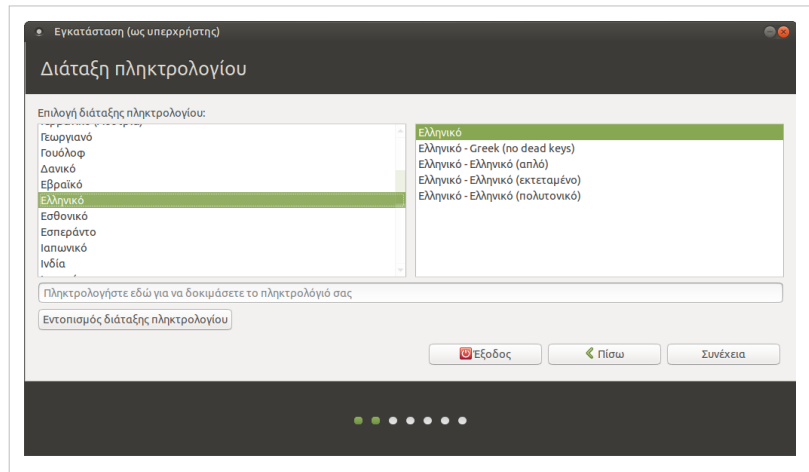 Εγκατάσταση (ως υπερχρήστης)
Διάταξη πληκτρολογίου
Επιλογή διάταξης πληκτρολογίου:
Γεωργιανό
Γουόλοφ
Δανικό
Εβραϊκό
Ελληνικό
Εσθονικό
Εσπεράντο
Ιαπωνικό
Ινδία
Ελληνικό
Ελληνικό - Greek (no dead keys)
Ελληνικό - Ελληνικό (απλό)
Ελληνικό - Ελληνικό (εκτεταμένο)
Ελληνικό - Ελληνικό (πολυτονικό)
Πληκτρολογήστε εδώ για να δοκιμάσετε το πληκτρολόγιό σας
Εντοπισμός διάταξης πληκτρολογίου
Έξοδος
Πίσω
Συνέχεια